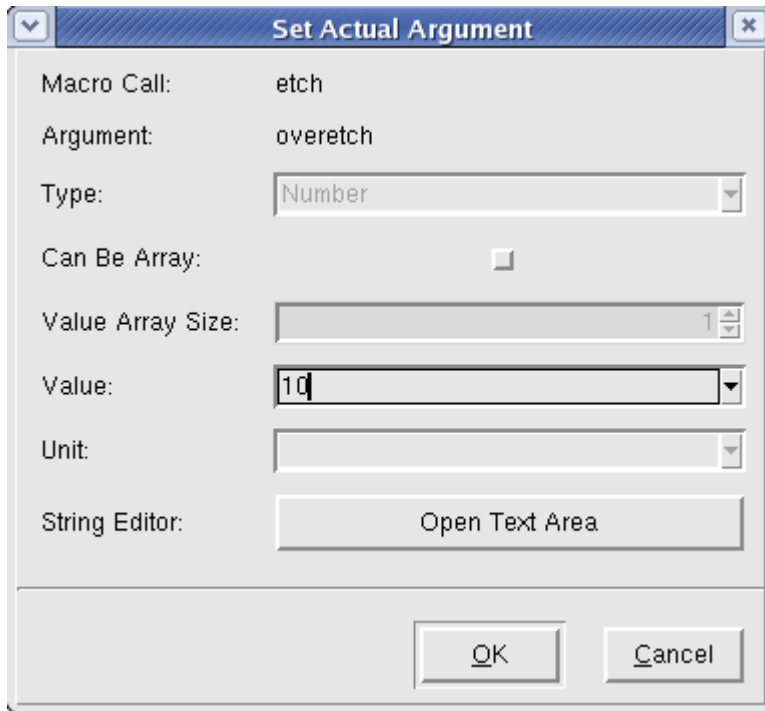 Set Actual Argument
Macro Call: etch
Argument: overetch
Type: Number
Can Be Array:
Value Array Size: 1
Value: 10
Unit:
String Editor: Open Text Area
OK Cancel